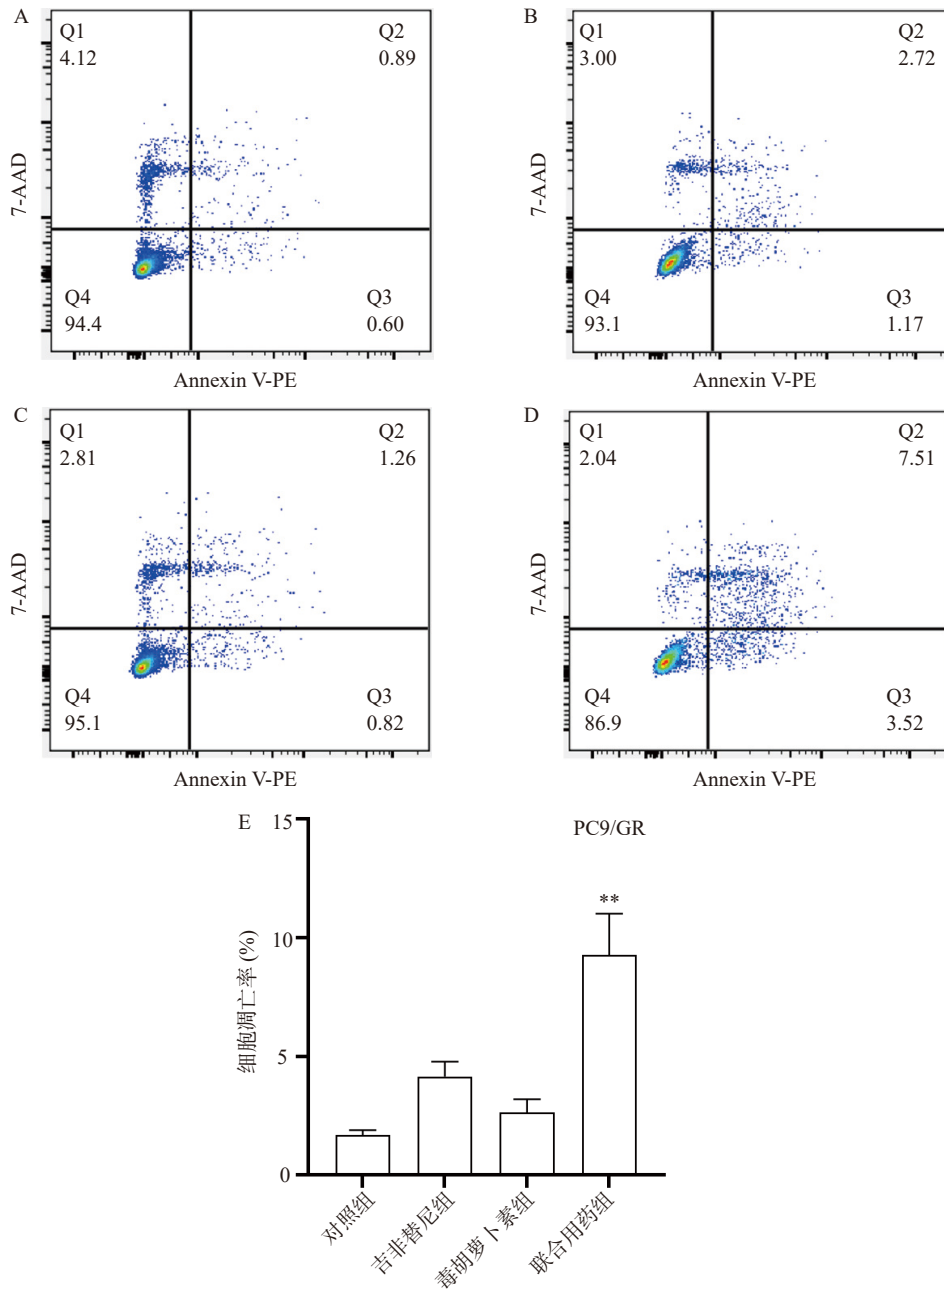 A
Q1
4.12
Q2
0.89
7-AAD
Q4
94.4
Q3
0.60
Annexin V-PE
B
Q1
3.00
Q2
2.72
7-AAD
Q4
93.1
Q3
1.17
Annexin V-PE
C
Q1
2.81
Q2
1.26
7-AAD
Q4
95.1
Q3
0.82
Annexin V-PE
D
Q1
2.04
Q2
7.51
7-AAD
Q4
86.9
Q3
3.52
Annexin V-PE
E
PC9/GR
细胞凋亡率 (%)
15
10
5
0
**
对照组
吉非替尼组
毒胡萝卜素组
联合用药组